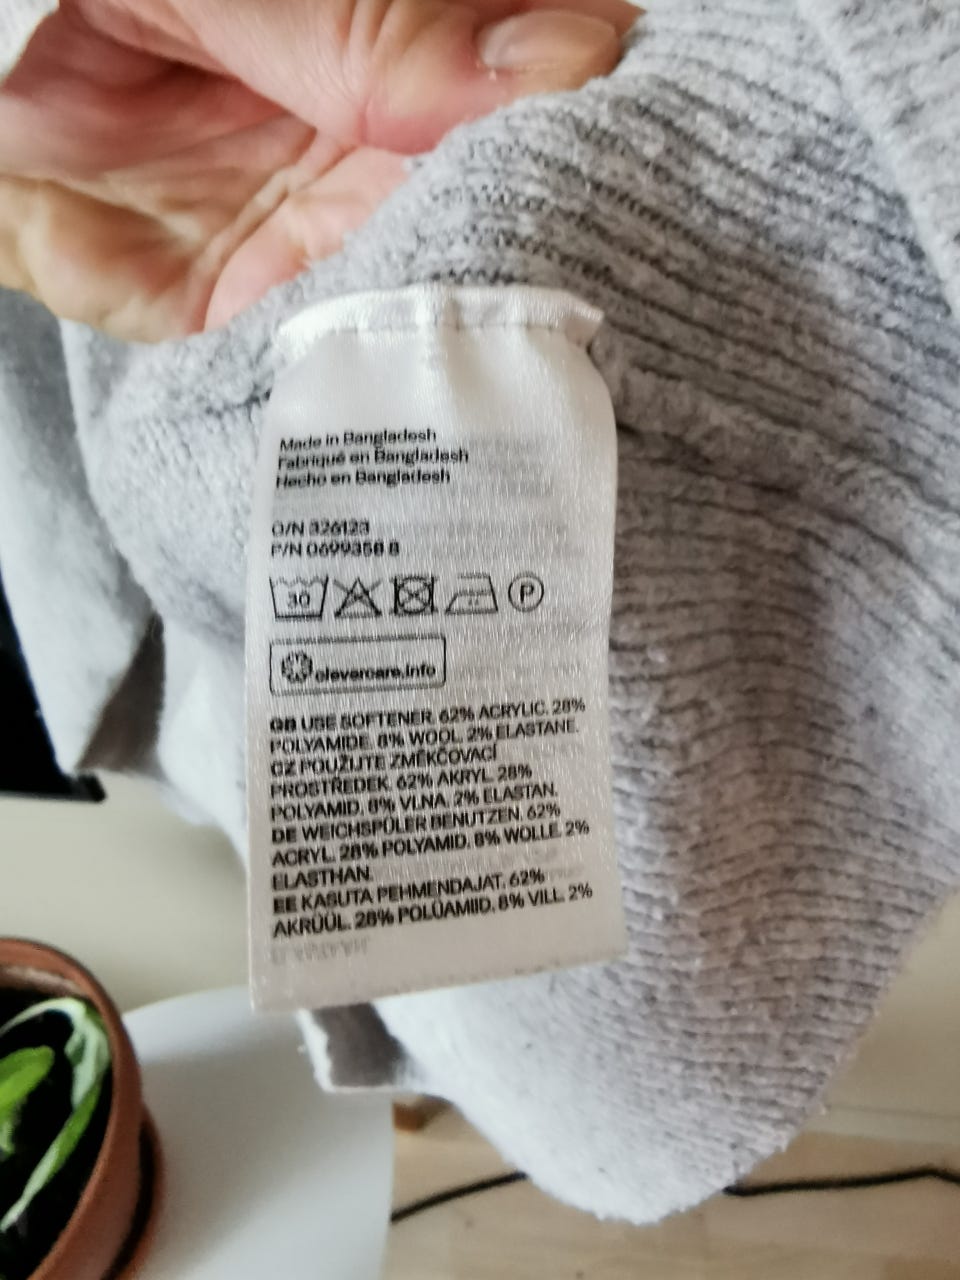 Made in Bangladesh
Fabriqué en Bangladesh
Hecho en Bangladesh
O/N 326123
P/N 0699358 8
30 P
clevercare.info
GB USE SOFTENER. 62% ACRYLIC. 28%
POLYAMIDE. 8% WOOL. 2% ELASTANE.
CZ POUŽIJTE ZMĚKČOVACÍ
PROSTŘEDEK. 62% AKRYL. 28%
POLYAMID. 8% VLNA. 2% ELASTAN.
DE WEICHSPÜLER BENUTZEN. 62%
ACRYL. 28% POLYAMID. 8% WOLLE. 2%
ELASTHAN.
EE KASUTA PEHMENDAJAT. 62%
AKRÜÜL. 28% POLÜAMIID. 8% VILL. 2%